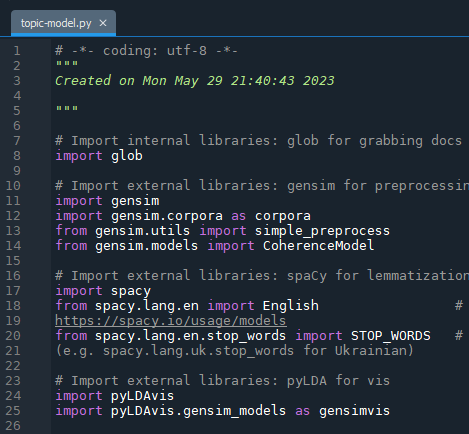 topic-model.py ×
1 # -*- coding: utf-8 -*-
2 """
3 Created on Mon May 29 21:40:43 2023
4
5 """
6
7 # Import internal libraries: glob for grabbing docs
8 import glob
9
10 # Import external libraries: gensim for preprocessin
11 import gensim
12 import gensim.corpora as corpora
13 from gensim.utils import simple_preprocess
14 from gensim.models import CoherenceModel
15
16 # Import external libraries: spaCy for lemmatization
17 import spacy
18 from spacy.lang.en import English #
19 https://spacy.io/usage/models
20 from spacy.lang.en.stop_words import STOP_WORDS #
21 (e.g. spacy.lang.uk.stop_words for Ukrainian)
22
23 # Import external libraries: pyLDA for vis
24 import pyLDAvis
25 import pyLDAvis.gensim_models as gensimvis
26